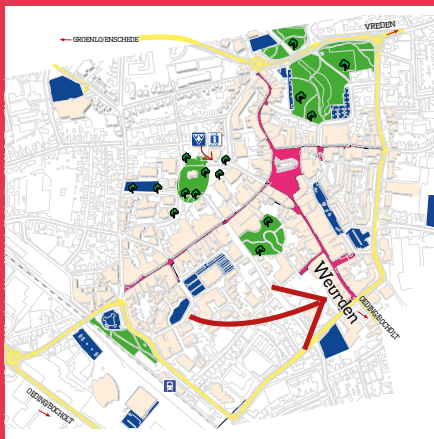 VREDEN
GROENLO/ENSCHEDE
i
Weurden
OEDING/BOCHOLT
OEDING/BOCHOLT